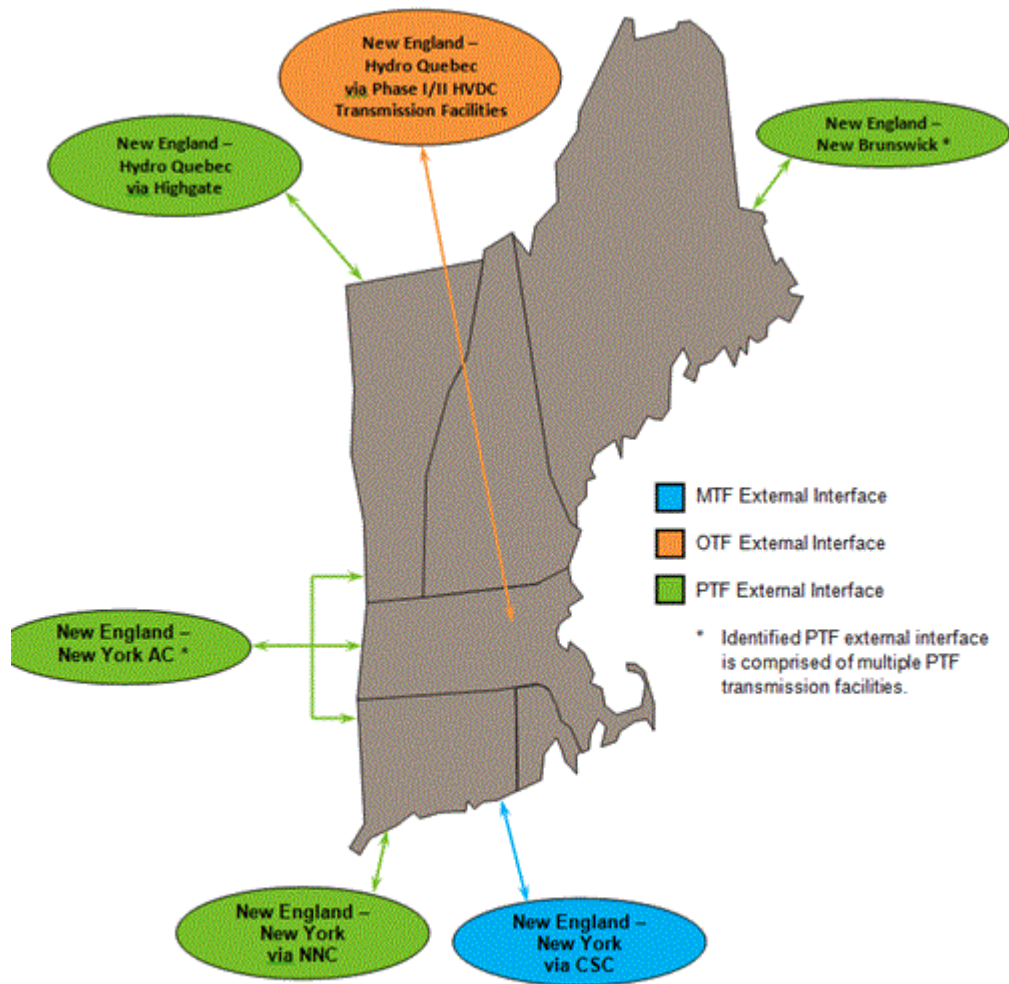 New England –
Hydro Quebec
via Phase I/II HVDC
Transmission Facilities
New England –
Hydro Quebec
via Highgate
New England –
New Brunswick *
MTF External Interface
OTF External Interface
PTF External Interface
* Identified PTF external interface
is comprised of multiple PTF
transmission facilities.
New England –
New York AC *
New England –
New York
via NNC
New England –
New York
via CSC